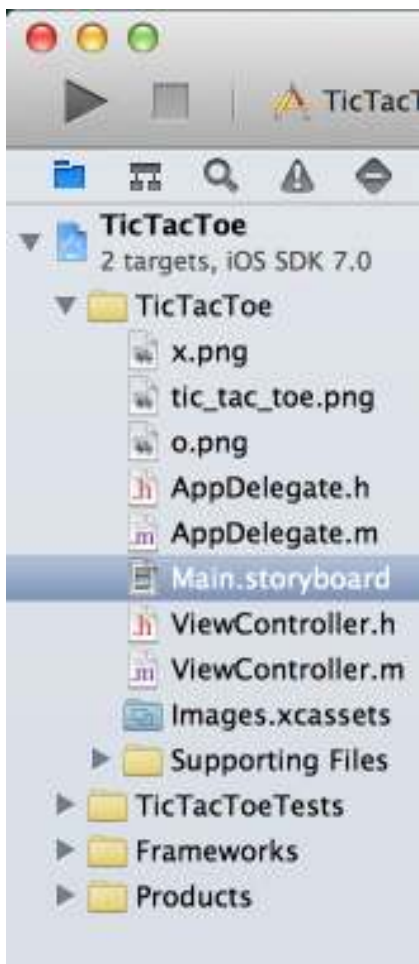 TicTacT
TicTacToe
2 targets, iOS SDK 7.0
TicTacToe
x.png
tic_tac_toe.png
o.png
h AppDelegate.h
m AppDelegate.m
Main.storyboard
h ViewController.h
m ViewController.m
Images.xcassets
Supporting Files
TicTacToeTests
Frameworks
Products